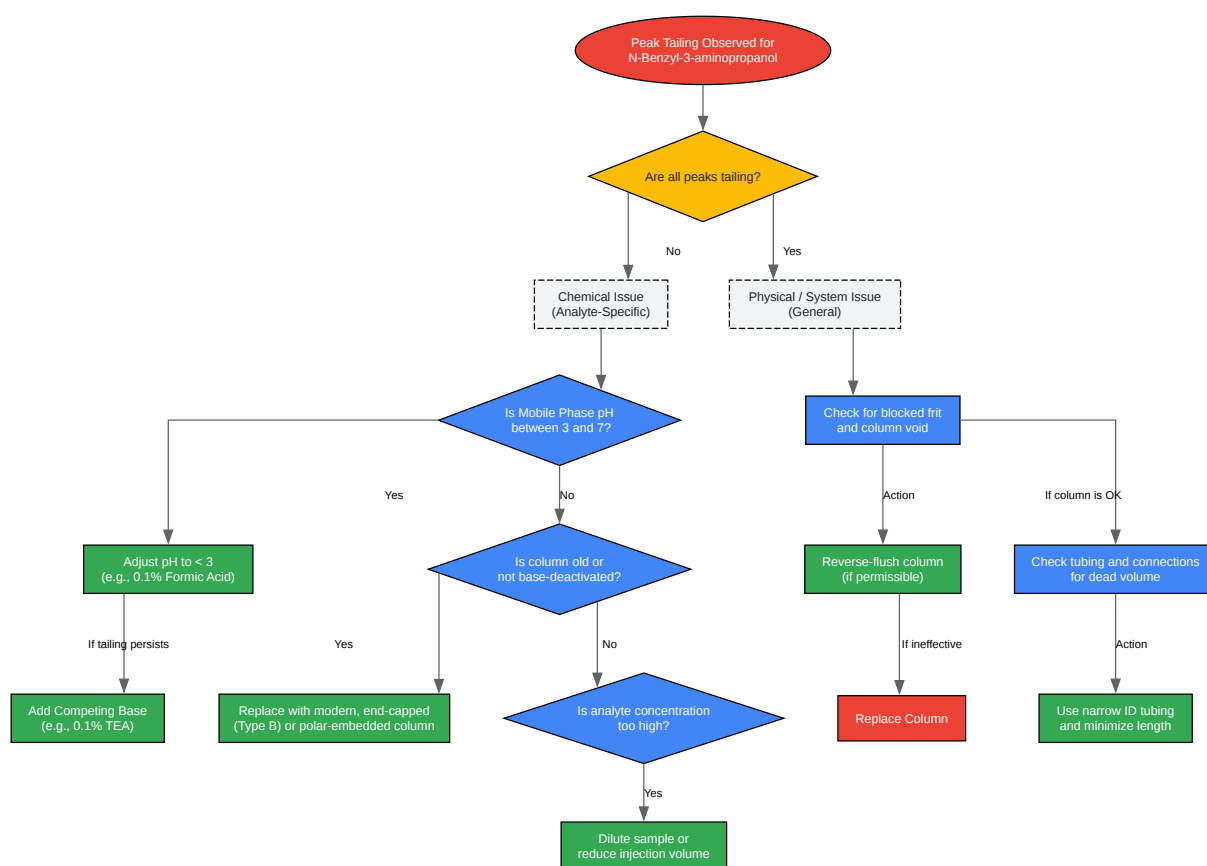 Peak Tailing Observed for
N-Benzyl-3-aminopropanol
Are all peaks tailing?
No
Yes
Chemical Issue
(Analyte-Specific)
Physical / System Issue
(General)
Is Mobile Phase pH
between 3 and 7?
Check for blocked frit
and column void
Yes
No
Action
If column is OK
Adjust pH to < 3
(e.g., 0.1% Formic Acid)
Is column old or
not base-deactivated?
Reverse-flush column
(if permissible)
Check tubing and connections
for dead volume
If tailing persists
Yes
No
If ineffective
Action
Add Competing Base
(e.g., 0.1% TEA)
Replace with modern, end-capped
(Type B) or polar-embedded column
Is analyte concentration
too high?
Replace Column
Use narrow ID tubing
and minimize length
Yes
Dilute sample or
reduce injection volume